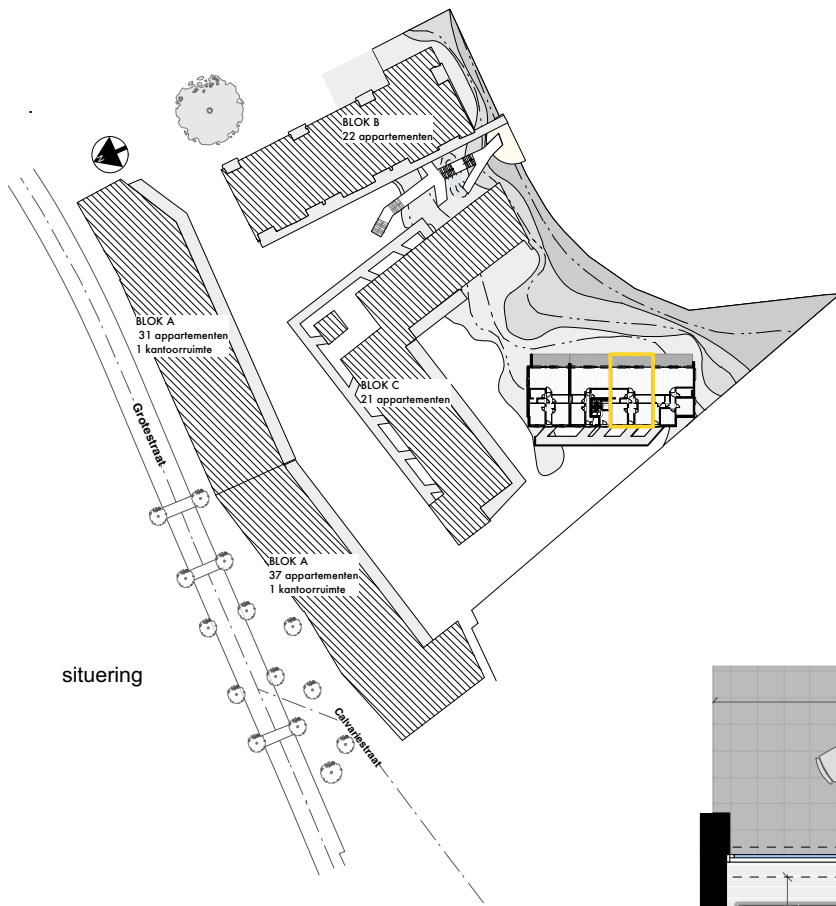 BLOK B
22 appartementen
BLOK A
31 appartementen
1 kantoorruimte
BLOK C
21 appartementen
Grotestraat
BLOK A
37 appartementen
1 kantoorruimte
situering
Calvariestraat